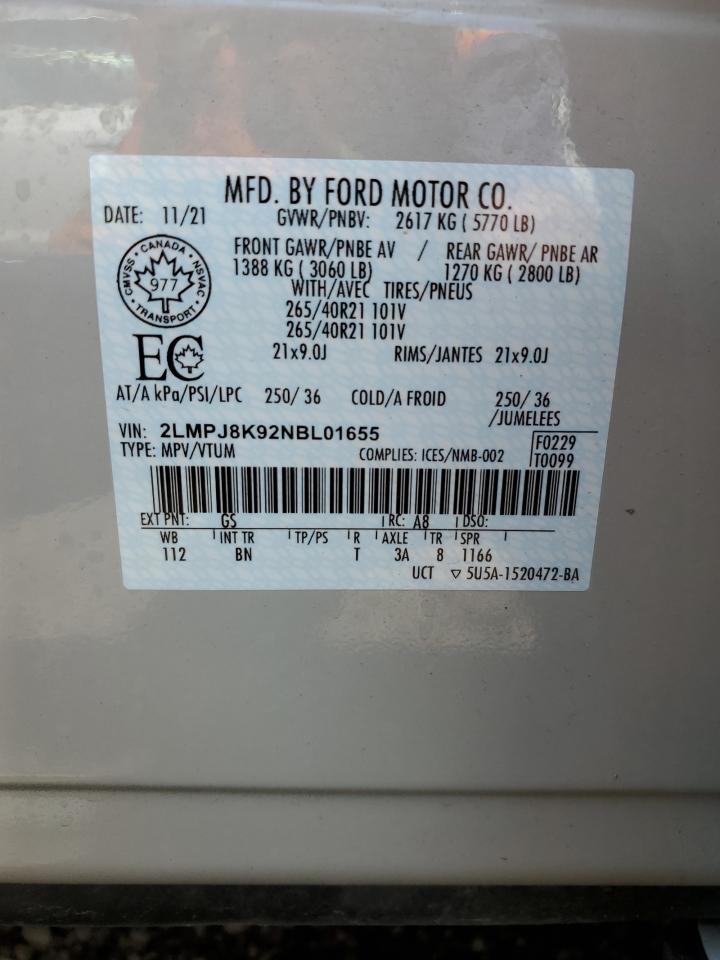 MFD. BY FORD MOTOR CO.
DATE: 11/21 GVWR/PNBV: 2617 KG ( 5770 LB)
FRONT GAWR/PNBE AV / REAR GAWR/ PNBE AR
1388 KG ( 3060 LB) 1270 KG ( 2800 LB)
WITH/AVEC TIRES/PNEUS
265/40R21 101V
265/40R21 101V
21x9.0J RIMS/JANTES 21x9.0J
CANADA
CMVSS 977 NSVAC
TRANSPORT
EC
AT/A kPa/PSI/LPC 250/ 36 COLD/A FROID 250/ 36
/JUMELEES
VIN: 2LMPJ8K92NBL01655
TYPE: MPV/VTUM COMPLIES: ICES/NMB-002
F0229
T0099
EXT PNT: GS RC: A8 DSO:
WB INT TR TP/PS R AXLE TR SPR
112 BN T 3A 8 1166
UCT ▽ 5U5A-1520472-BA